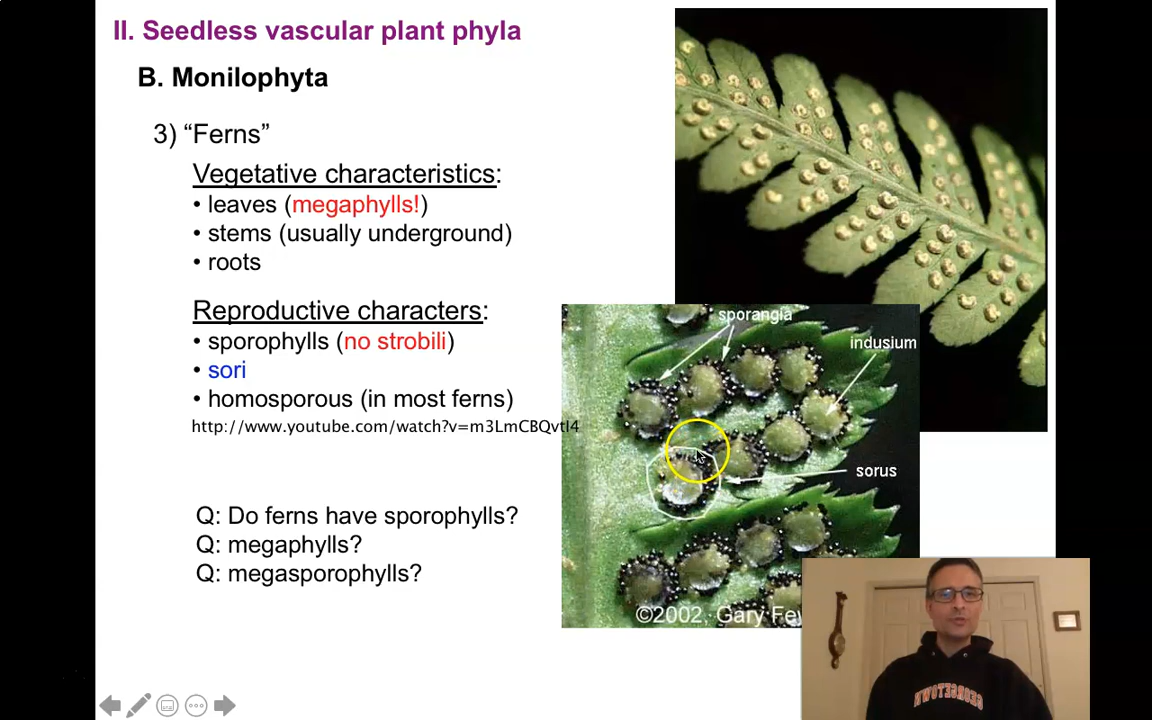 II. Seedless vascular plant phyla
B. Monilophyta
3) “Ferns”
Vegetative characteristics:
• leaves (megaphylls!)
• stems (usually underground)
• roots
Reproductive characters:
• sporophylls (no strobili)
• sori
• homosporous (in most ferns)
http://www.youtube.com/watch?v=m3LmCBQvtI4
Q: Do ferns have sporophylls?
Q: megaphylls?
Q: megasporophylls?
sporangia
indusium
sorus
©2002, Gary
GEORGETOWN